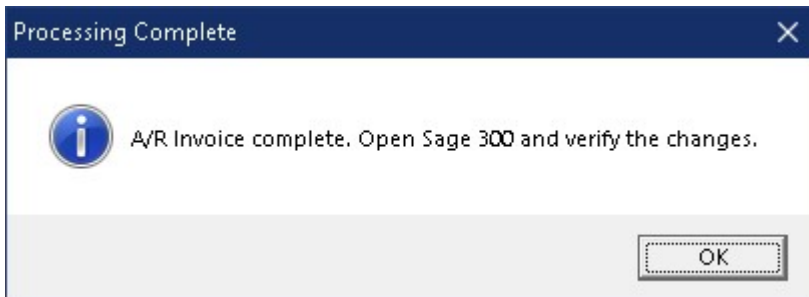 Processing Complete
A/R Invoice complete. Open Sage 300 and verify the changes.
OK